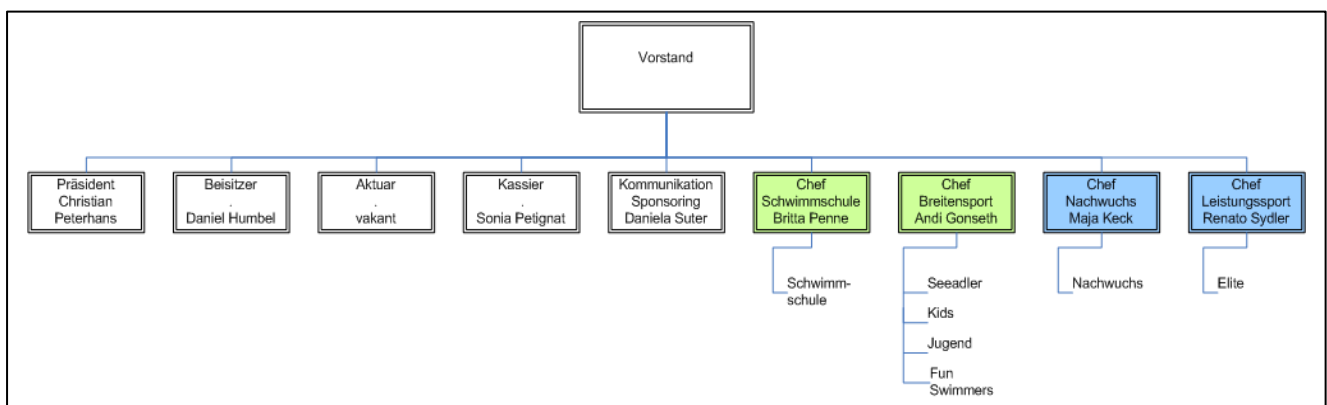 Vorstand
Präsident
Christian
Peterhans
Beisitzer
.
Daniel Humbel
Aktuar
.
vakant
Kassier
.
Sonia Petignat
Kommunikation
Sponsoring
Daniela Suter
Chef
Schwimmschule
Britta Penne
Chef
Breitensport
Andi Gonseth
Chef
Nachwuchs
Maja Keck
Chef
Leistungssport
Renato Sydler
Schwimm-
schule
Seeadler
Kids
Jugend
Fun
Swimmers
Nachwuchs
Elite